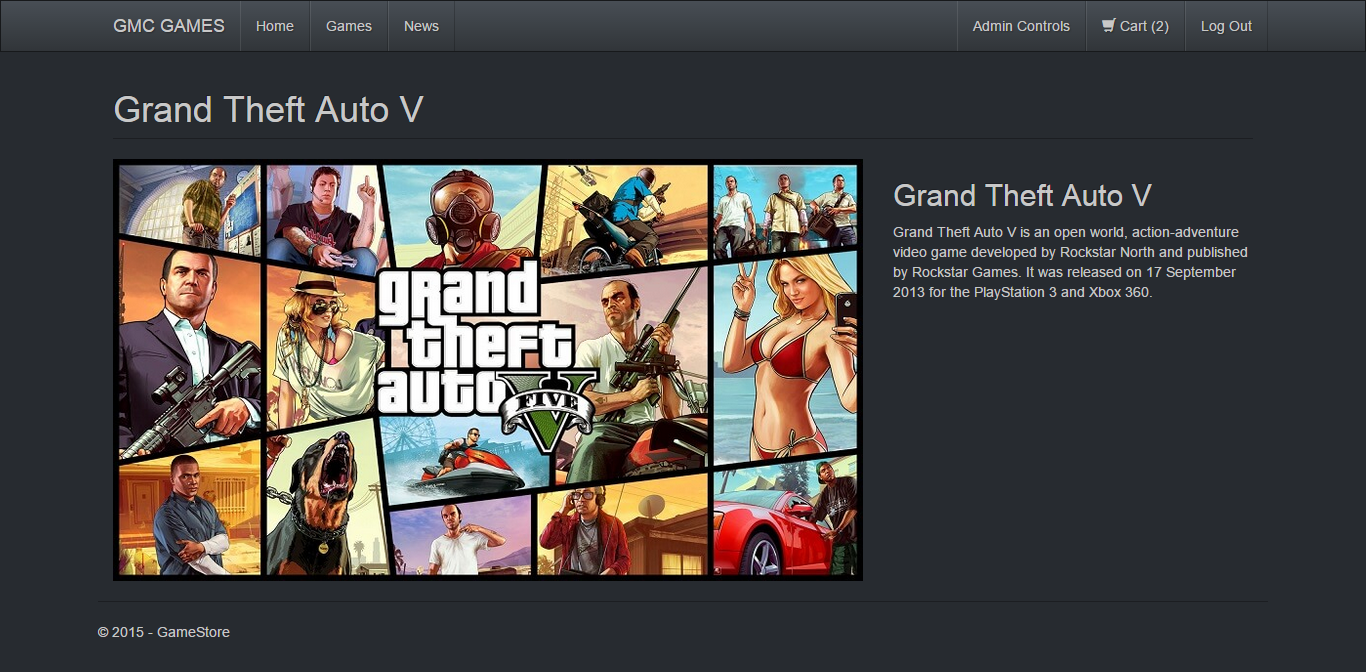 GMC GAMES
Home
Games
News
Admin Controls
Cart (2)
Log Out
Grand Theft Auto V
grand
theft
auto V
FIVE
Grand Theft Auto V
Grand Theft Auto V is an open world, action-adventure
video game developed by Rockstar North and published
by Rockstar Games. It was released on 17 September
2013 for the PlayStation 3 and Xbox 360.
© 2015 - GameStore